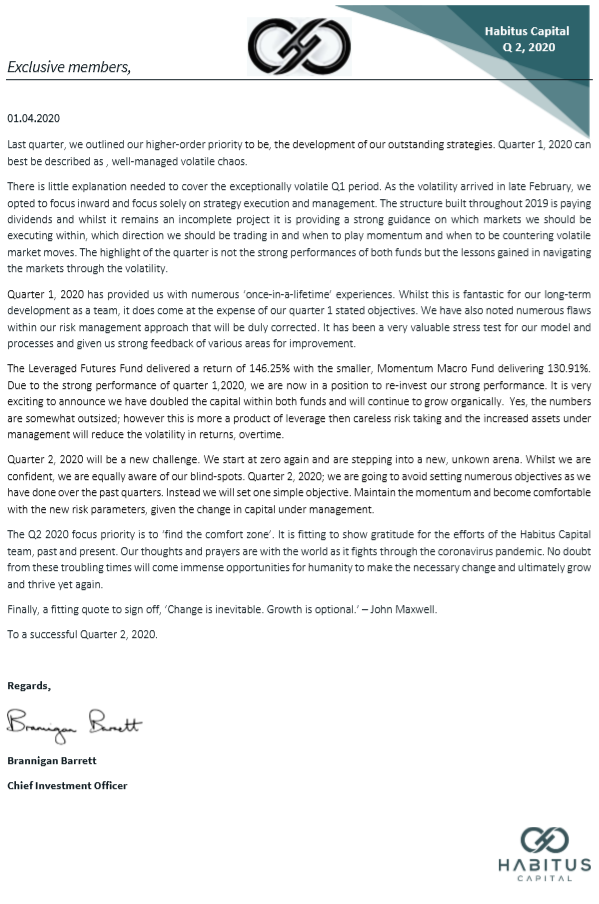 Habitus Capital
Q 2, 2020
Exclusive members,
01.04.2020
Last quarter, we outlined our higher-order priority to be, the development of our outstanding strategies. Quarter 1, 2020 can
best be described as , well-managed volatile chaos.
There is little explanation needed to cover the exceptionally volatile Q1 period. As the volatility arrived in late February, we
opted to focus inward and focus solely on strategy execution and management. The structure built throughout 2019 is paying
dividends and whilst it remains an incomplete project it is providing a strong guidance on which markets we should be
executing within, which direction we should be trading in and when to play momentum and when to be countering volatile
market moves. The highlight of the quarter is not the strong performances of both funds but the lessons gained in navigating
the markets through the volatility.
Quarter 1, 2020 has provided us with numerous 'once-in-a-lifetime' experiences. Whilst this is fantastic for our long-term
development as a team, it does come at the expense of our quarter 1 stated objectives. We have also noted numerous flaws
within our risk management approach that will be duly corrected. It has been a very valuable stress test for our model and
processes and given us strong feedback of various areas for improvement.
The Leveraged Futures Fund delivered a return of 146.25% with the smaller, Momentum Macro Fund delivering 130.91%.
Due to the strong performance of quarter 1,2020, we are now in a position to re-invest our strong performance. It is very
exciting to announce we have doubled the capital within both funds and will continue to grow organically. Yes, the numbers
are somewhat outsized; however this is more a product of leverage then careless risk taking and the increased assets under
management will reduce the volatility in returns, overtime.
Quarter 2, 2020 will be a new challenge. We start at zero again and are stepping into a new, unkown arena. Whilst we are
confident, we are equally aware of our blind-spots. Quarter 2, 2020; we are going to avoid setting numerous objectives as we
have done over the past quarters. Instead we will set one simple objective. Maintain the momentum and become comfortable
with the new risk parameters, given the change in capital under management.
The Q2 2020 focus priority is to 'find the comfort zone'. It is fitting to show gratitude for the efforts of the Habitus Capital
team, past and present. Our thoughts and prayers are with the world as it fights through the coronavirus pandemic. No doubt
from these troubling times will come immense opportunities for humanity to make the necessary change and ultimately grow
and thrive yet again.
Finally, a fitting quote to sign off, 'Change is inevitable. Growth is optional.' – John Maxwell.
To a successful Quarter 2, 2020.
Regards,
Brannigan Barrett
Brannigan Barrett
Chief Investment Officer
HABITUS
CAPITAL